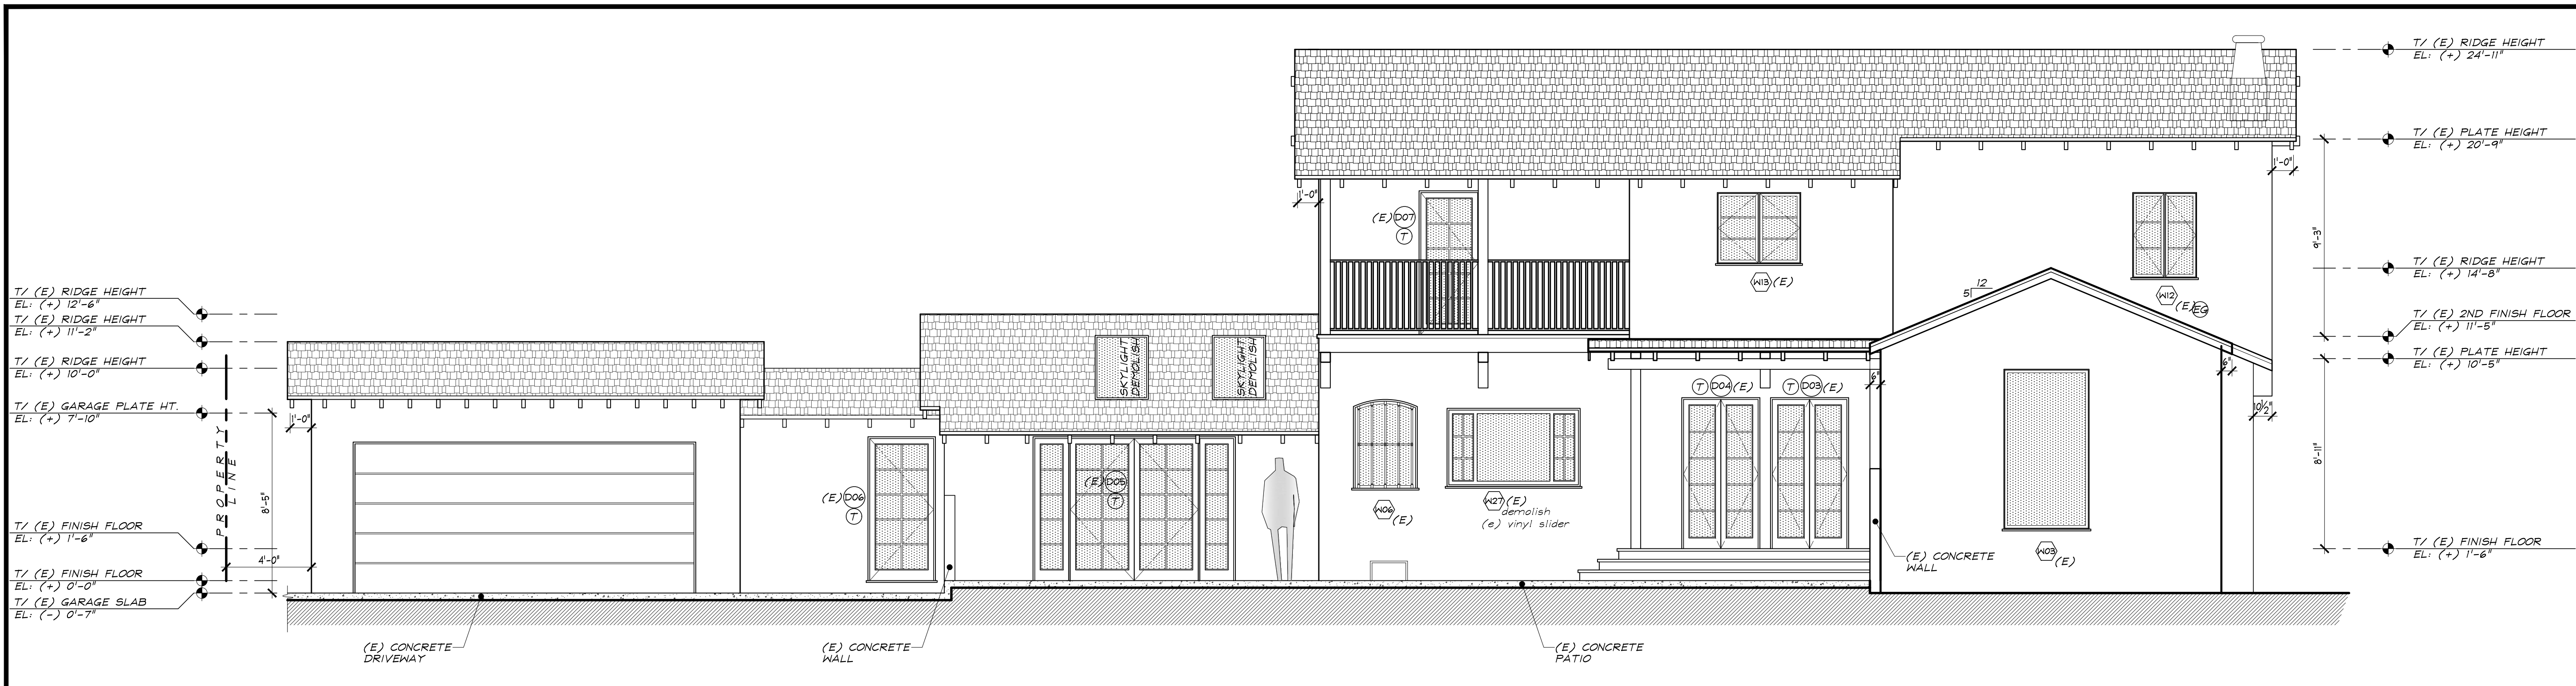 T/ (E) RIDGE HEIGHT
EL: (+) 12'-6"
T/ (E) RIDGE HEIGHT
EL: (+) 11'-2"
T/ (E) RIDGE HEIGHT
EL: (+) 10'-0"
T/ (E) GARAGE PLATE HT.
EL: (+) 7'-10"
T/ (E) FINISH FLOOR
EL: (+) 1'-6"
T/ (E) FINISH FLOOR
EL: (+) 0'-0"
T/ (E) GARAGE SLAB
EL: (-) 0'-7"
PROPERTY
LINE
8'-5"
4'-0"
1'-0"
(E) CONCRETE
DRIVEWAY
(E) D06
T
(E) CONCRETE
WALL
(E) D05
T
SKYLIGHT
DEMOLISH
SKYLIGHT
DEMOLISH
1'-0"
(E) D07
T
W13 (E)
W06
(E)
W27 (E)
demolish
(e) vinyl slider
T D04 (E)
T D03 (E)
6"
(E) CONCRETE
PATIO
(E) CONCRETE
WALL
12
5
W12
(E) EG
W03
(E)
6"
10½"
1'-0"
9'-3"
8'-11"
T/ (E) RIDGE HEIGHT
EL: (+) 24'-11"
T/ (E) PLATE HEIGHT
EL: (+) 20'-9"
T/ (E) RIDGE HEIGHT
EL: (+) 14'-8"
T/ (E) 2ND FINISH FLOOR
EL: (+) 11'-5"
T/ (E) PLATE HEIGHT
EL: (+) 10'-5"
T/ (E) FINISH FLOOR
EL: (+) 1'-6"